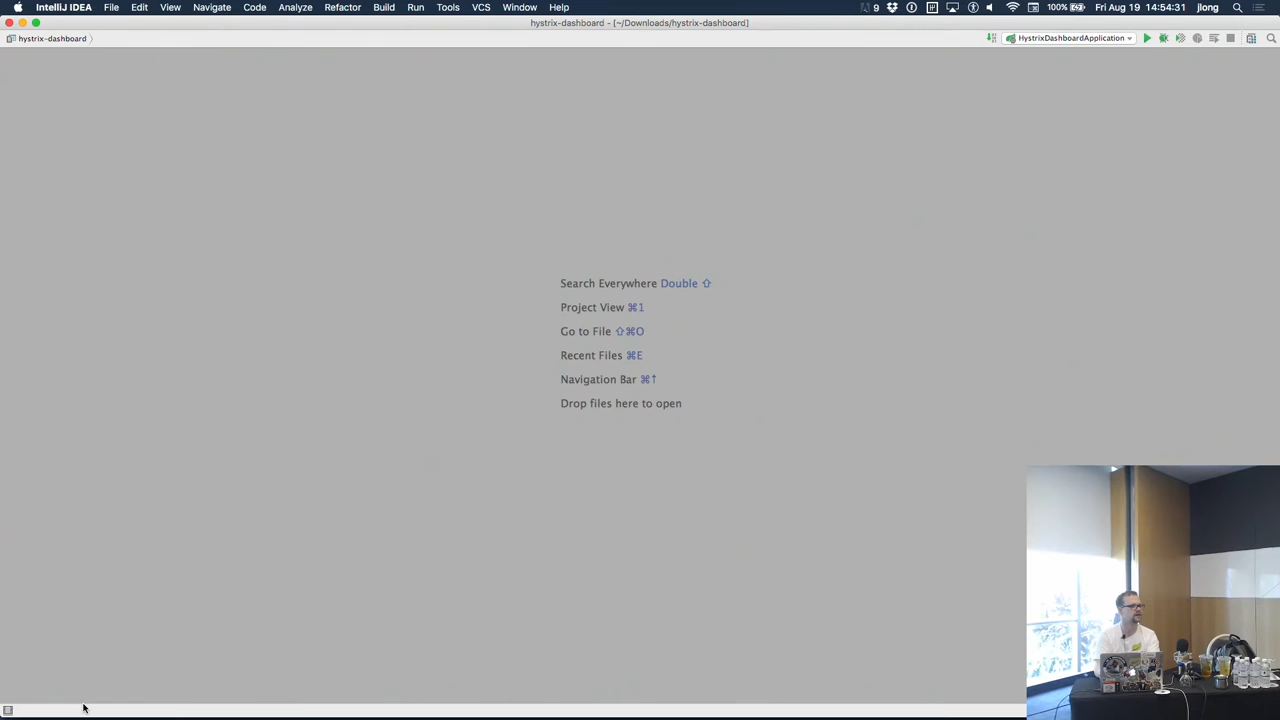 IntelliJ IDEA File Edit View Navigate Code Analyze Refactor Build Run Tools VCS Window Help 9 100% Fri Aug 19 14:54:31 jlong
hystrix-dashboard - [~/Downloads/hystrix-dashboard]
hystrix-dashboard HystrixDashboardApplication
Search Everywhere Double ⇧
Project View ⌘1
Go to File ⇧⌘O
Recent Files ⌘E
Navigation Bar ⌘↑
Drop files here to open